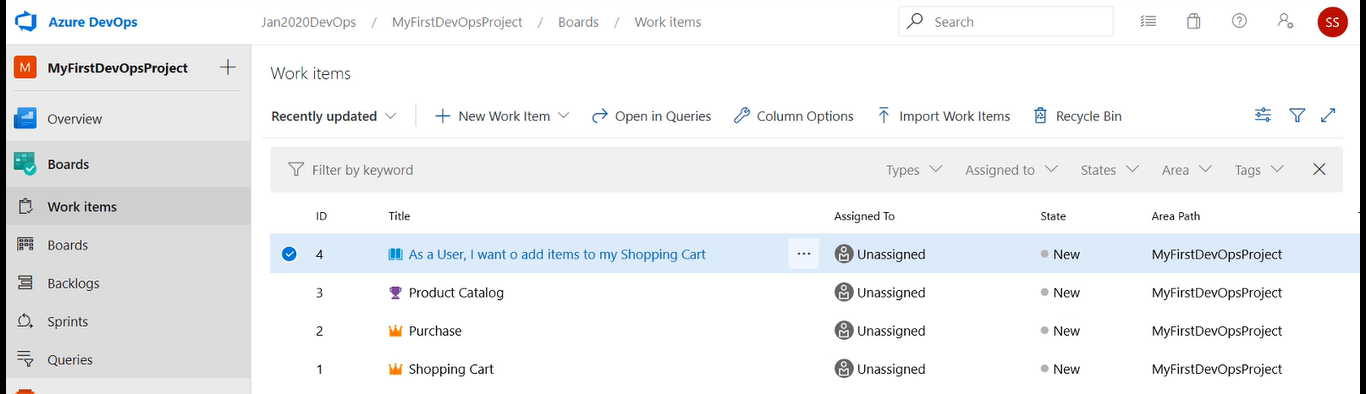 Azure DevOps Jan2020DevOps / MyFirstDevOpsProject / Boards / Work items Search SS
M MyFirstDevOpsProject
Work items
Overview
Recently updated New Work Item Open in Queries Column Options Import Work Items Recycle Bin
Boards
Filter by keyword Types Assigned to States Area Tags
Work items
ID Title Assigned To State Area Path
Boards
4 As a User, I want o add items to my Shopping Cart ... Unassigned New MyFirstDevOpsProject
Backlogs
3 Product Catalog Unassigned New MyFirstDevOpsProject
Sprints
2 Purchase Unassigned New MyFirstDevOpsProject
Queries
1 Shopping Cart Unassigned New MyFirstDevOpsProject